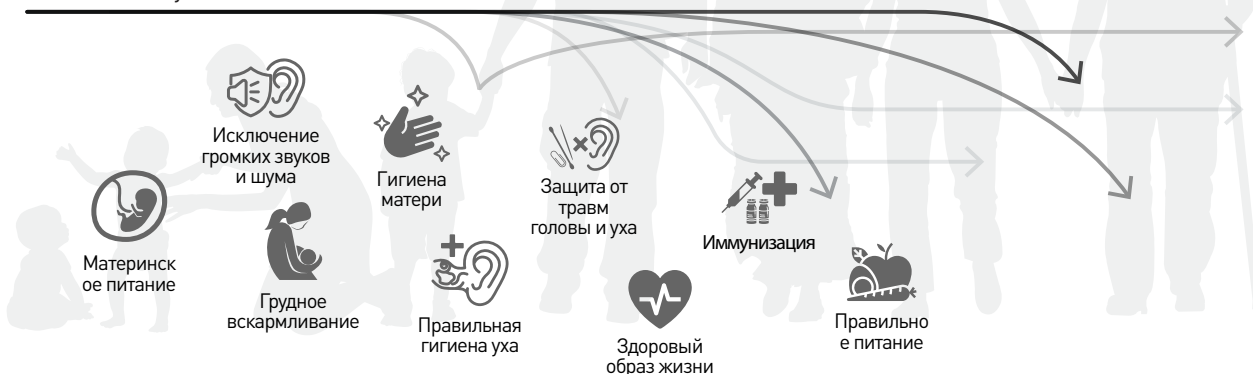 Исключение
громких звуков
и шума
Гигиена
матери
Защита от
травм
головы и уха
Иммунизация
Материнск
ое питание
Грудное
вскармливание
Правильная
гигиена уха
Здоровый
образ жизни
Правильно
е питание